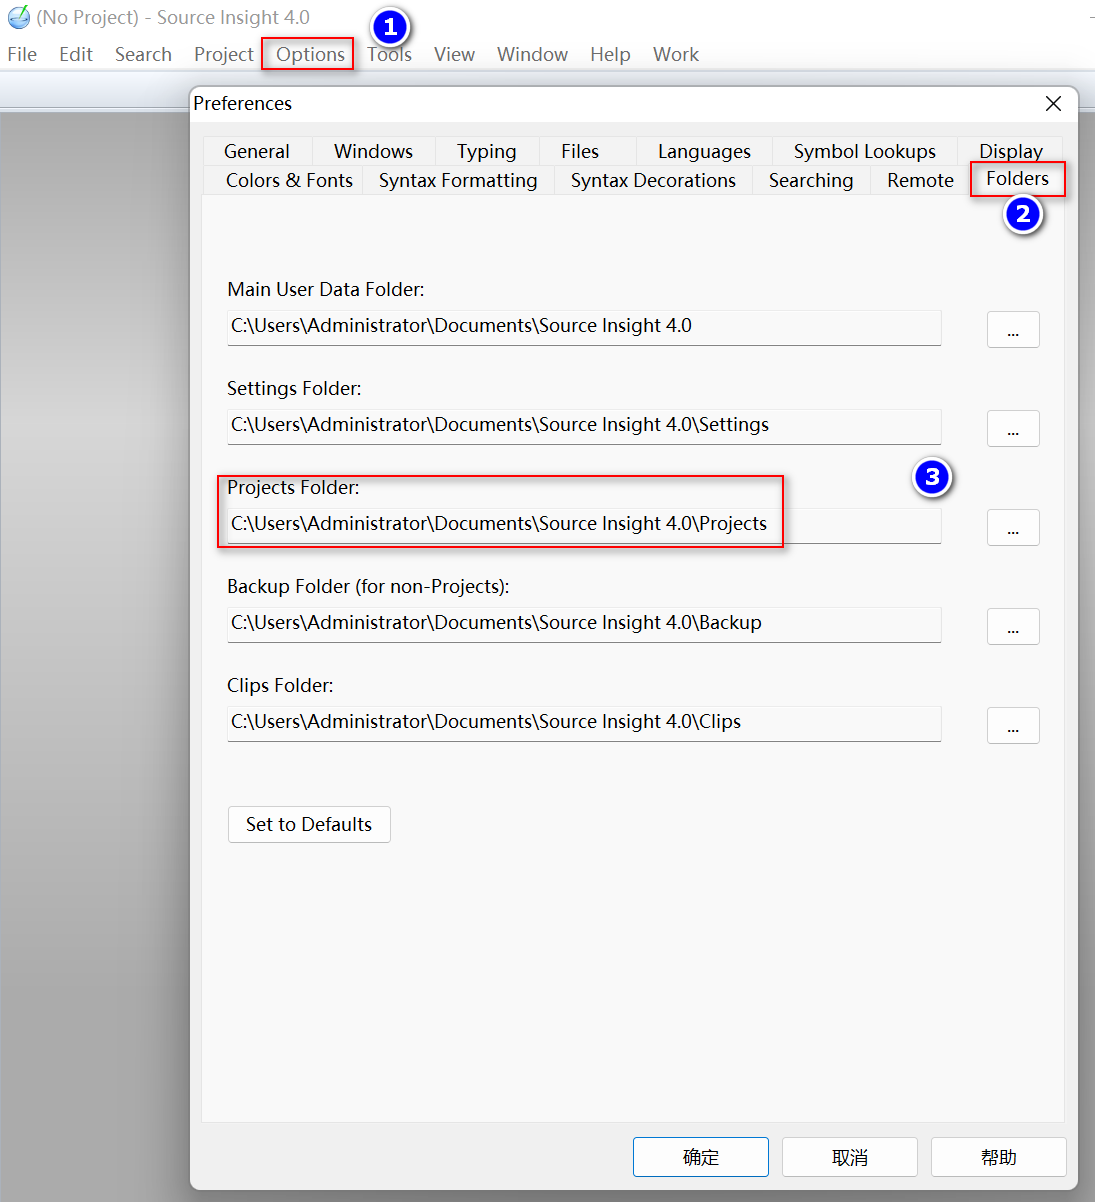 (No Project) - Source Insight 4.0
1
File Edit Search Project Options Tools View Window Help Work
Preferences
General Windows Typing Files Languages Symbol Lookups Display
Colors & Fonts Syntax Formatting Syntax Decorations Searching Remote Folders
2
Main User Data Folder:
C:\Users\Administrator\Documents\Source Insight 4.0
...
Settings Folder:
C:\Users\Administrator\Documents\Source Insight 4.0\Settings
...
3
Projects Folder:
C:\Users\Administrator\Documents\Source Insight 4.0\Projects
...
Backup Folder (for non-Projects):
C:\Users\Administrator\Documents\Source Insight 4.0\Backup
...
Clips Folder:
C:\Users\Administrator\Documents\Source Insight 4.0\Clips
...
Set to Defaults
确定 取消 帮助